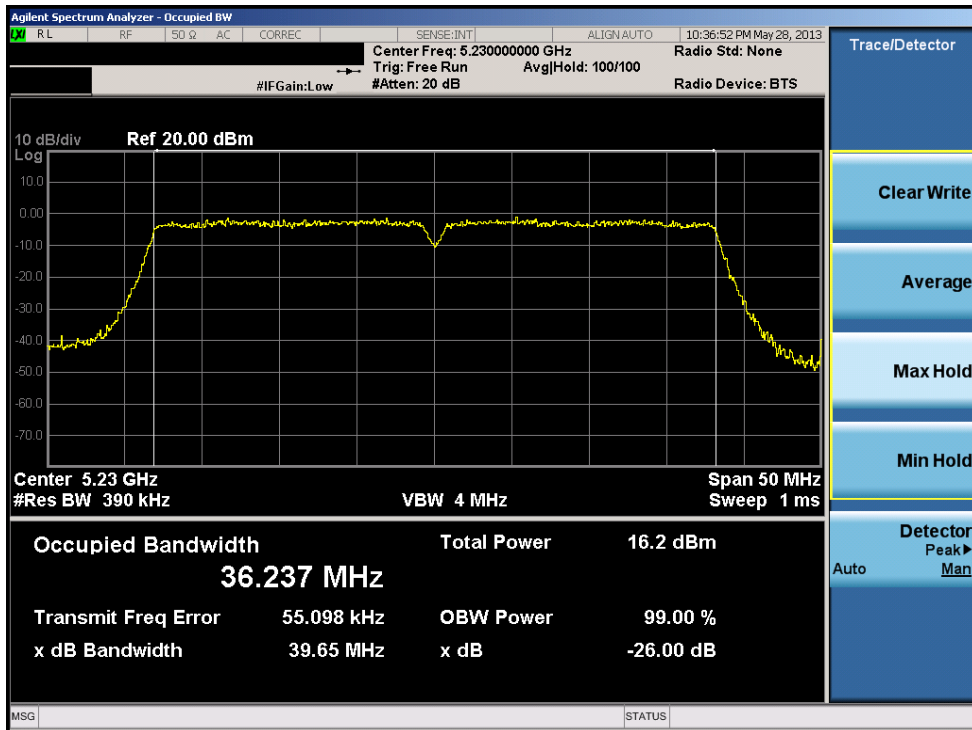 Agilent Spectrum Analyzer - Occupied BW
LXI RL RF 50 Ω AC CORREC SENSE:INT ALIGN AUTO 10:36:52 PM May 28, 2013
Center Freq: 5.230000000 GHz Radio Std: None
Trig: Free Run Avg|Hold: 100/100
#IFGain:Low #Atten: 20 dB Radio Device: BTS
10 dB/div Ref 20.00 dBm
Log
10.0
0.00
-10.0
-20.0
-30.0
-40.0
-50.0
-60.0
-70.0
Center 5.23 GHz Span 50 MHz
#Res BW 390 kHz VBW 4 MHz Sweep 1 ms
Occupied Bandwidth Total Power 16.2 dBm
36.237 MHz
Transmit Freq Error 55.098 kHz OBW Power 99.00 %
x dB Bandwidth 39.65 MHz x dB -26.00 dB
MSG STATUS
Trace/Detector
Clear Write
Average
Max Hold
Min Hold
Detector
Peak▶
Auto Man